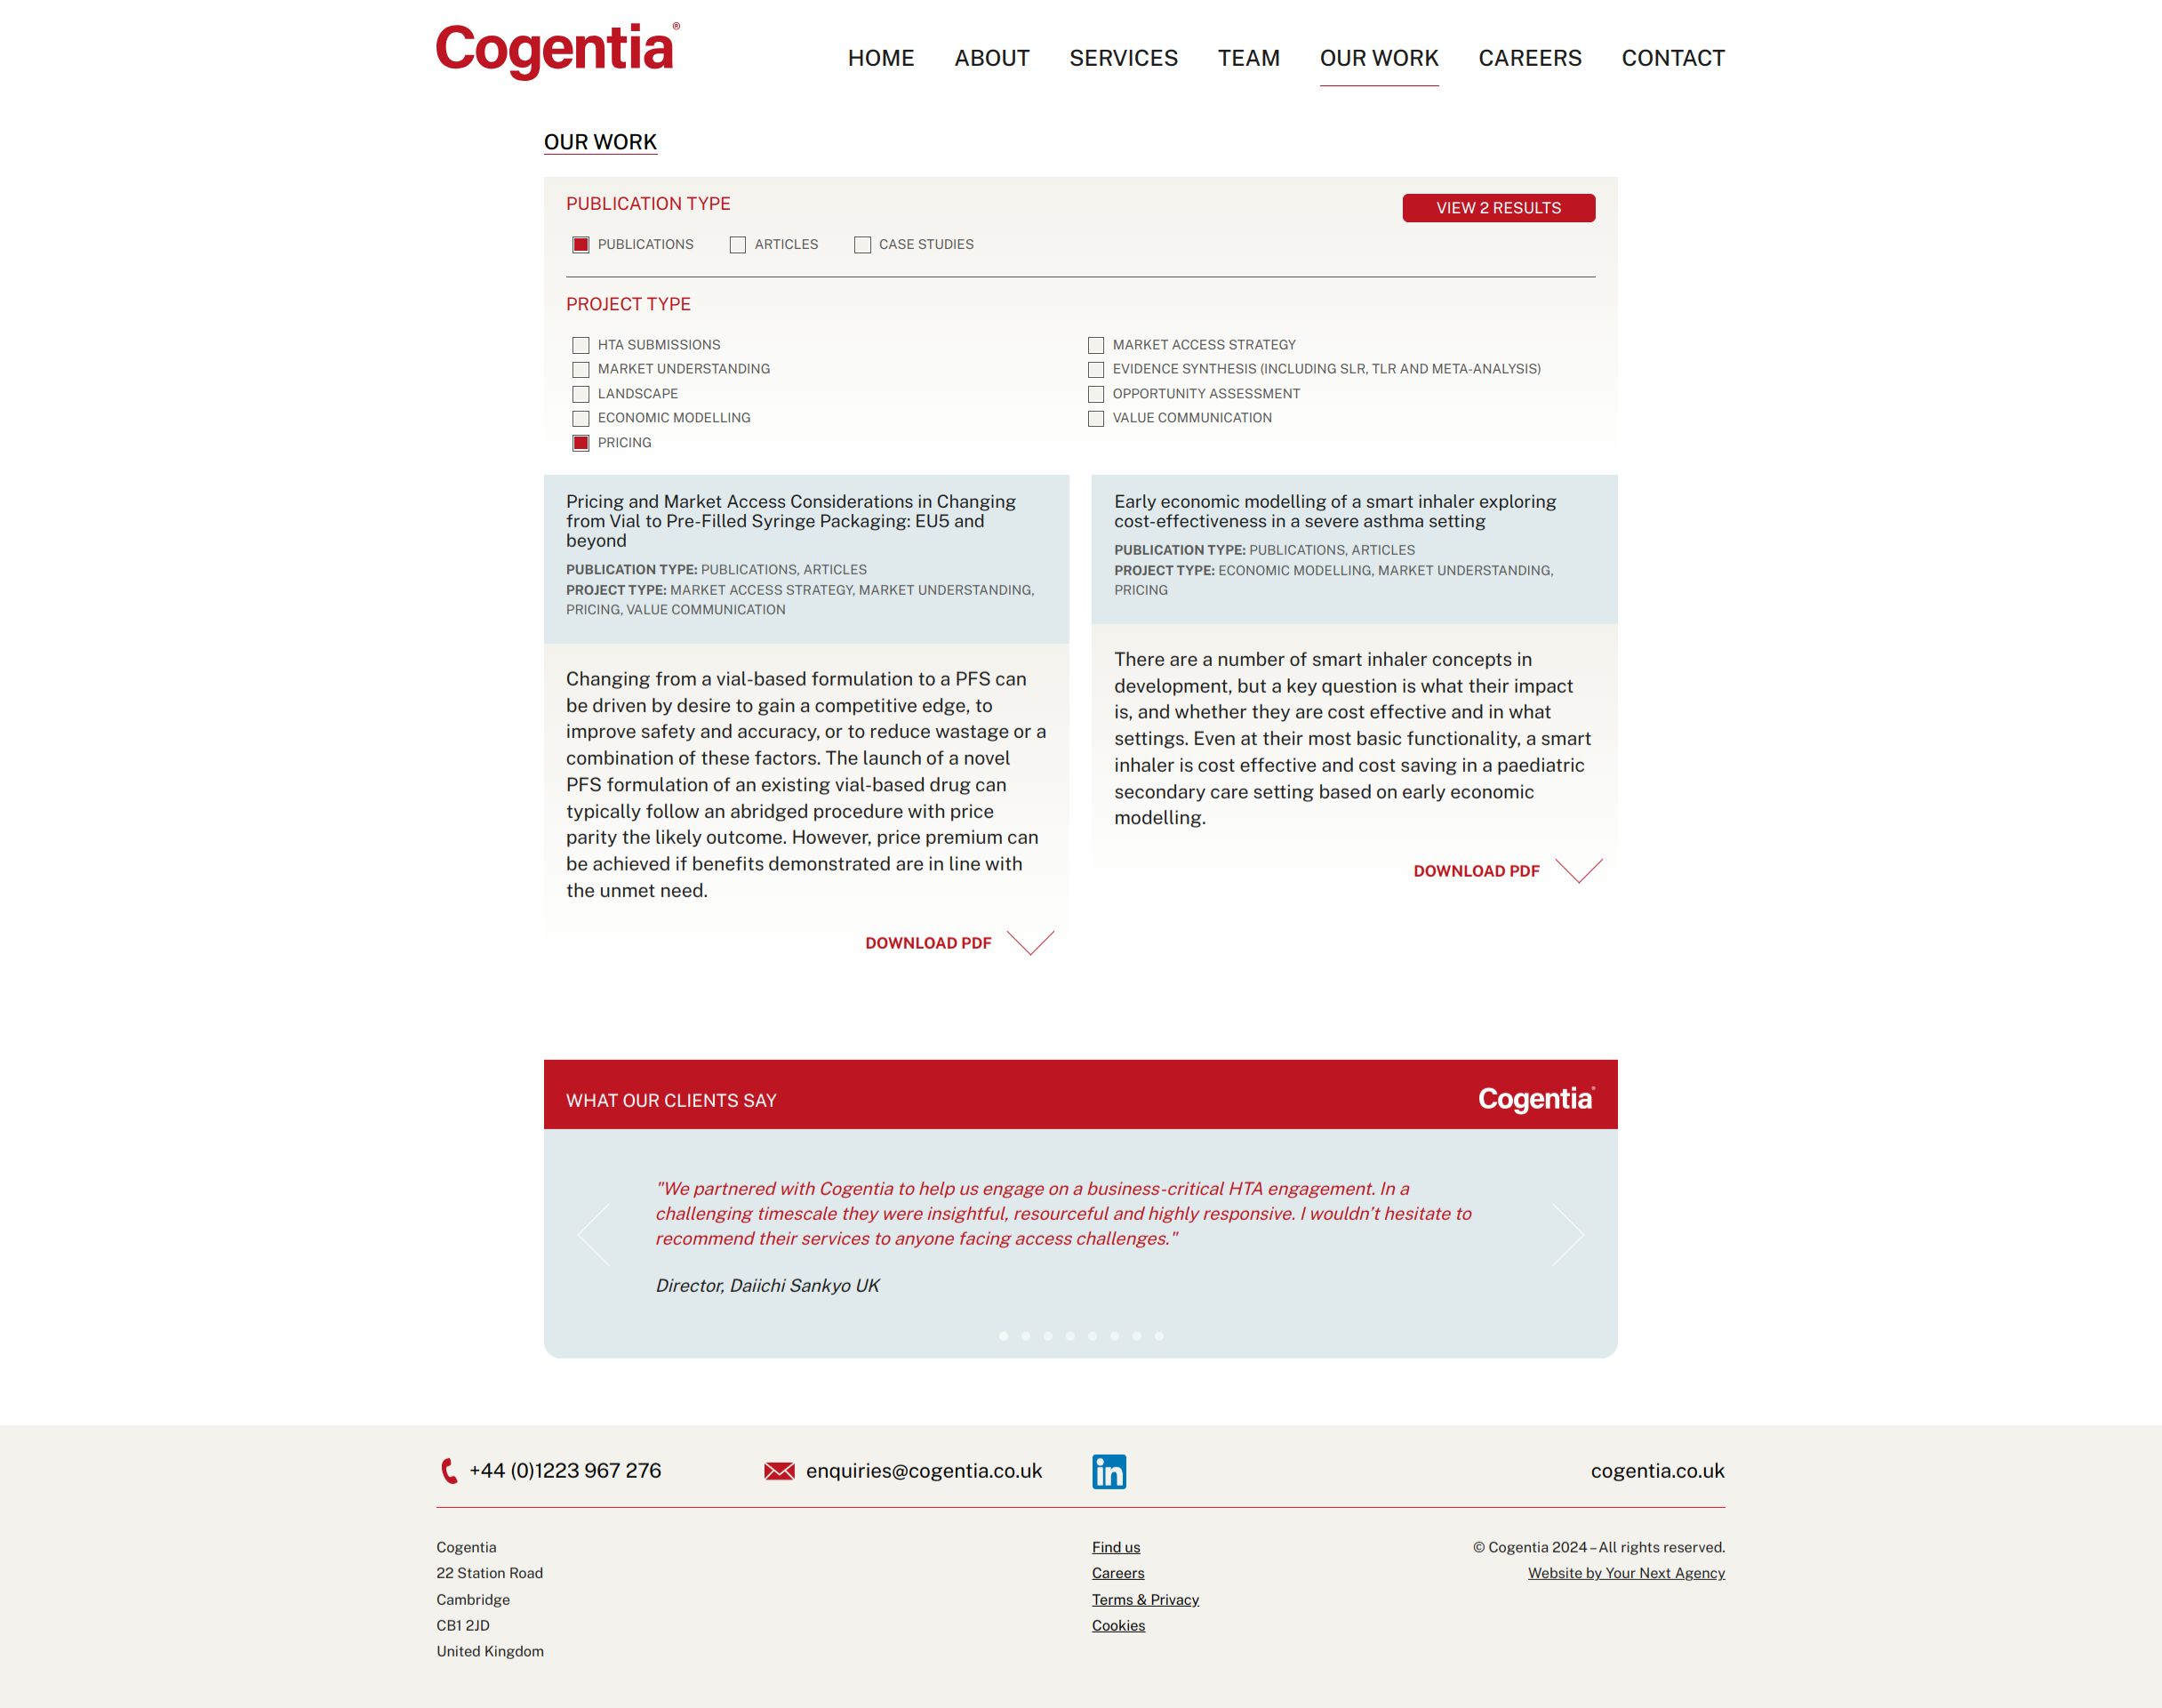 Cogentia®
HOME ABOUT SERVICES TEAM OUR WORK CAREERS CONTACT
OUR WORK
PUBLICATION TYPE
VIEW 2 RESULTS
PUBLICATIONS ARTICLES CASE STUDIES
PROJECT TYPE
HTA SUBMISSIONS
MARKET UNDERSTANDING
LANDSCAPE
ECONOMIC MODELLING
PRICING
MARKET ACCESS STRATEGY
EVIDENCE SYNTHESIS (INCLUDING SLR, TLR AND META-ANALYSIS)
OPPORTUNITY ASSESSMENT
VALUE COMMUNICATION
Pricing and Market Access Considerations in Changing
from Vial to Pre-Filled Syringe Packaging: EU5 and
beyond
PUBLICATION TYPE: PUBLICATIONS, ARTICLES
PROJECT TYPE: MARKET ACCESS STRATEGY, MARKET UNDERSTANDING,
PRICING, VALUE COMMUNICATION
Changing from a vial-based formulation to a PFS can
be driven by desire to gain a competitive edge, to
improve safety and accuracy, or to reduce wastage or a
combination of these factors. The launch of a novel
PFS formulation of an existing vial-based drug can
typically follow an abridged procedure with price
parity the likely outcome. However, price premium can
be achieved if benefits demonstrated are in line with
the unmet need.
DOWNLOAD PDF
Early economic modelling of a smart inhaler exploring
cost-effectiveness in a severe asthma setting
PUBLICATION TYPE: PUBLICATIONS, ARTICLES
PROJECT TYPE: ECONOMIC MODELLING, MARKET UNDERSTANDING,
PRICING
There are a number of smart inhaler concepts in
development, but a key question is what their impact
is, and whether they are cost effective and in what
settings. Even at their most basic functionality, a smart
inhaler is cost effective and cost saving in a paediatric
secondary care setting based on early economic
modelling.
DOWNLOAD PDF
WHAT OUR CLIENTS SAY
Cogentia®
"We partnered with Cogentia to help us engage on a business-critical HTA engagement. In a
challenging timescale they were insightful, resourceful and highly responsive. I wouldn’t hesitate to
recommend their services to anyone facing access challenges."
Director, Daiichi Sankyo UK
+44 (0)1223 967 276
enquiries@cogentia.co.uk
in
cogentia.co.uk
Cogentia
22 Station Road
Cambridge
CB1 2JD
United Kingdom
Find us
Careers
Terms & Privacy
Cookies
© Cogentia 2024 – All rights reserved.
Website by Your Next Agency